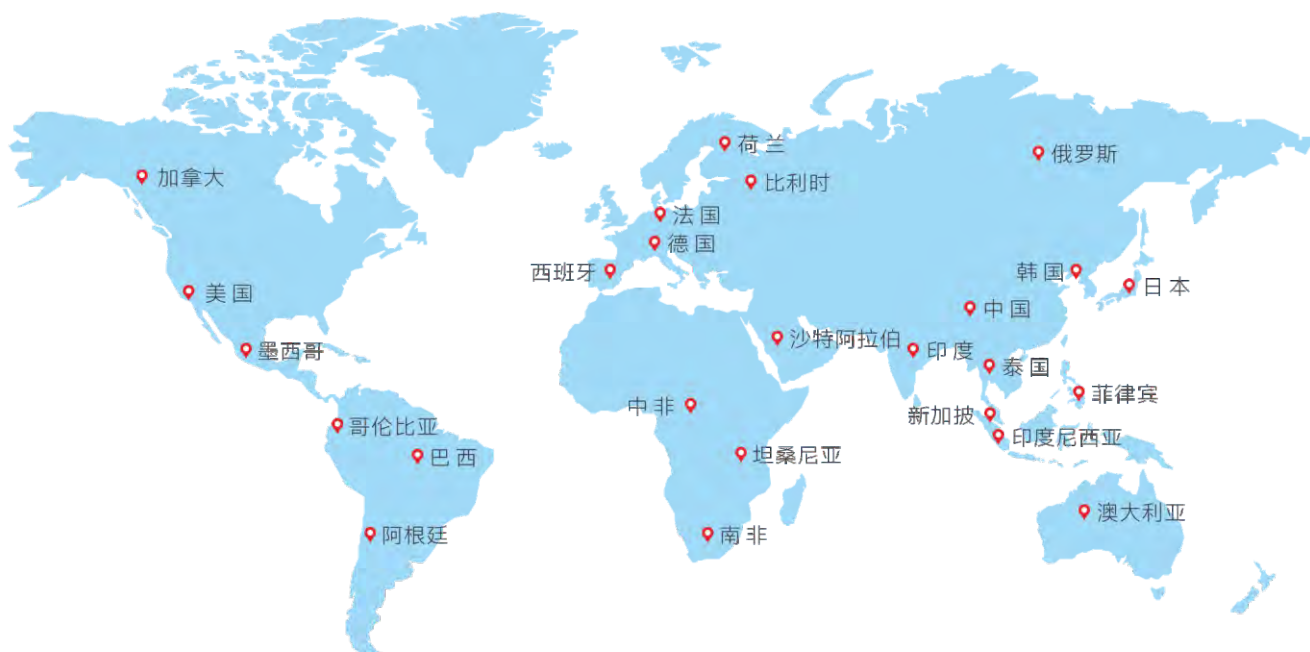 荷兰
俄罗斯
加拿大
比利时
法国
德国
西班牙
韩国
日本
美国
中国
沙特阿拉伯
印度
墨西哥
泰国
菲律宾
中非
新加披
哥伦比亚
印度尼西亚
巴西
坦桑尼亚
澳大利亚
阿根廷
南非